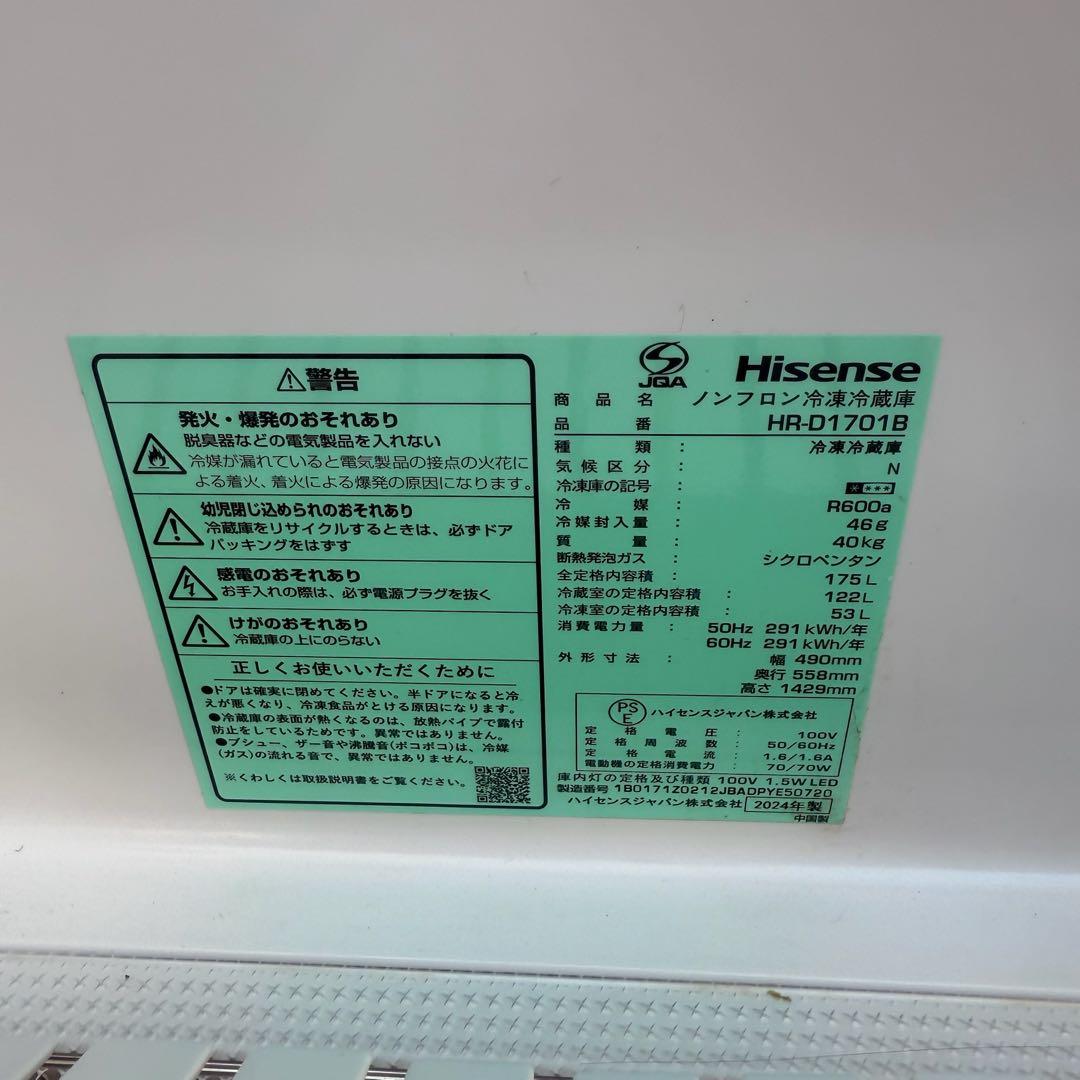 ⚠警告
発火・爆発のおそれあり
脱臭器などの電気製品を入れない
冷媒が漏れていると電気製品の接点の火花に
よる着火、着火による爆発の原因になります。
幼児閉じ込められのおそれあり
冷蔵庫をリサイクルするときは、必ずドア
パッキングをはずす
感電のおそれあり
お手入れの際は、必ず電源プラグを抜く
けがのおそれあり
冷蔵庫の上にのらない
正しくお使いいただくために
●ドアは確実に閉めてください。半ドアになると冷
えが悪くなり、冷凍食品がとける原因になります。
●冷蔵庫の表面が熱くなるのは、放熱パイプで露付
防止をしているためです。異常ではありません。
●プシュー、ザー音や沸騰音(ポコポコ)は、冷媒
(ガス)の流れる音で、異常ではありません。
※くわしくは取扱説明書をご覧ください。
JQA
Hisense
商品名 ノンフロン冷凍冷蔵庫
品番 HR-D1701B
種類: 冷凍冷蔵庫
気候区分: N
冷凍庫の記号: ****
冷媒: R600a
冷媒封入量: 46g
質量: 40kg
断熱発泡ガス: シクロペンタン
全定格内容積: 175L
冷蔵室の定格内容積: 122L
冷凍室の定格内容積: 53L
消費電力量: 50Hz 291kWh/年
60Hz 291kWh/年
外形寸法: 幅 490mm
奥行 558mm
高さ 1429mm
PSE ハイセンスジャパン株式会社
定格電圧: 100V
定格周波数: 50/60Hz
定格電流: 1.6/1.6A
電動機の定格消費電力: 70/70W
庫内灯の定格及び種類 100V 1.5W LED
製造番号 1B0171Z0212JBADPYE50720
ハイセンスジャパン株式会社 2024年製
中国製